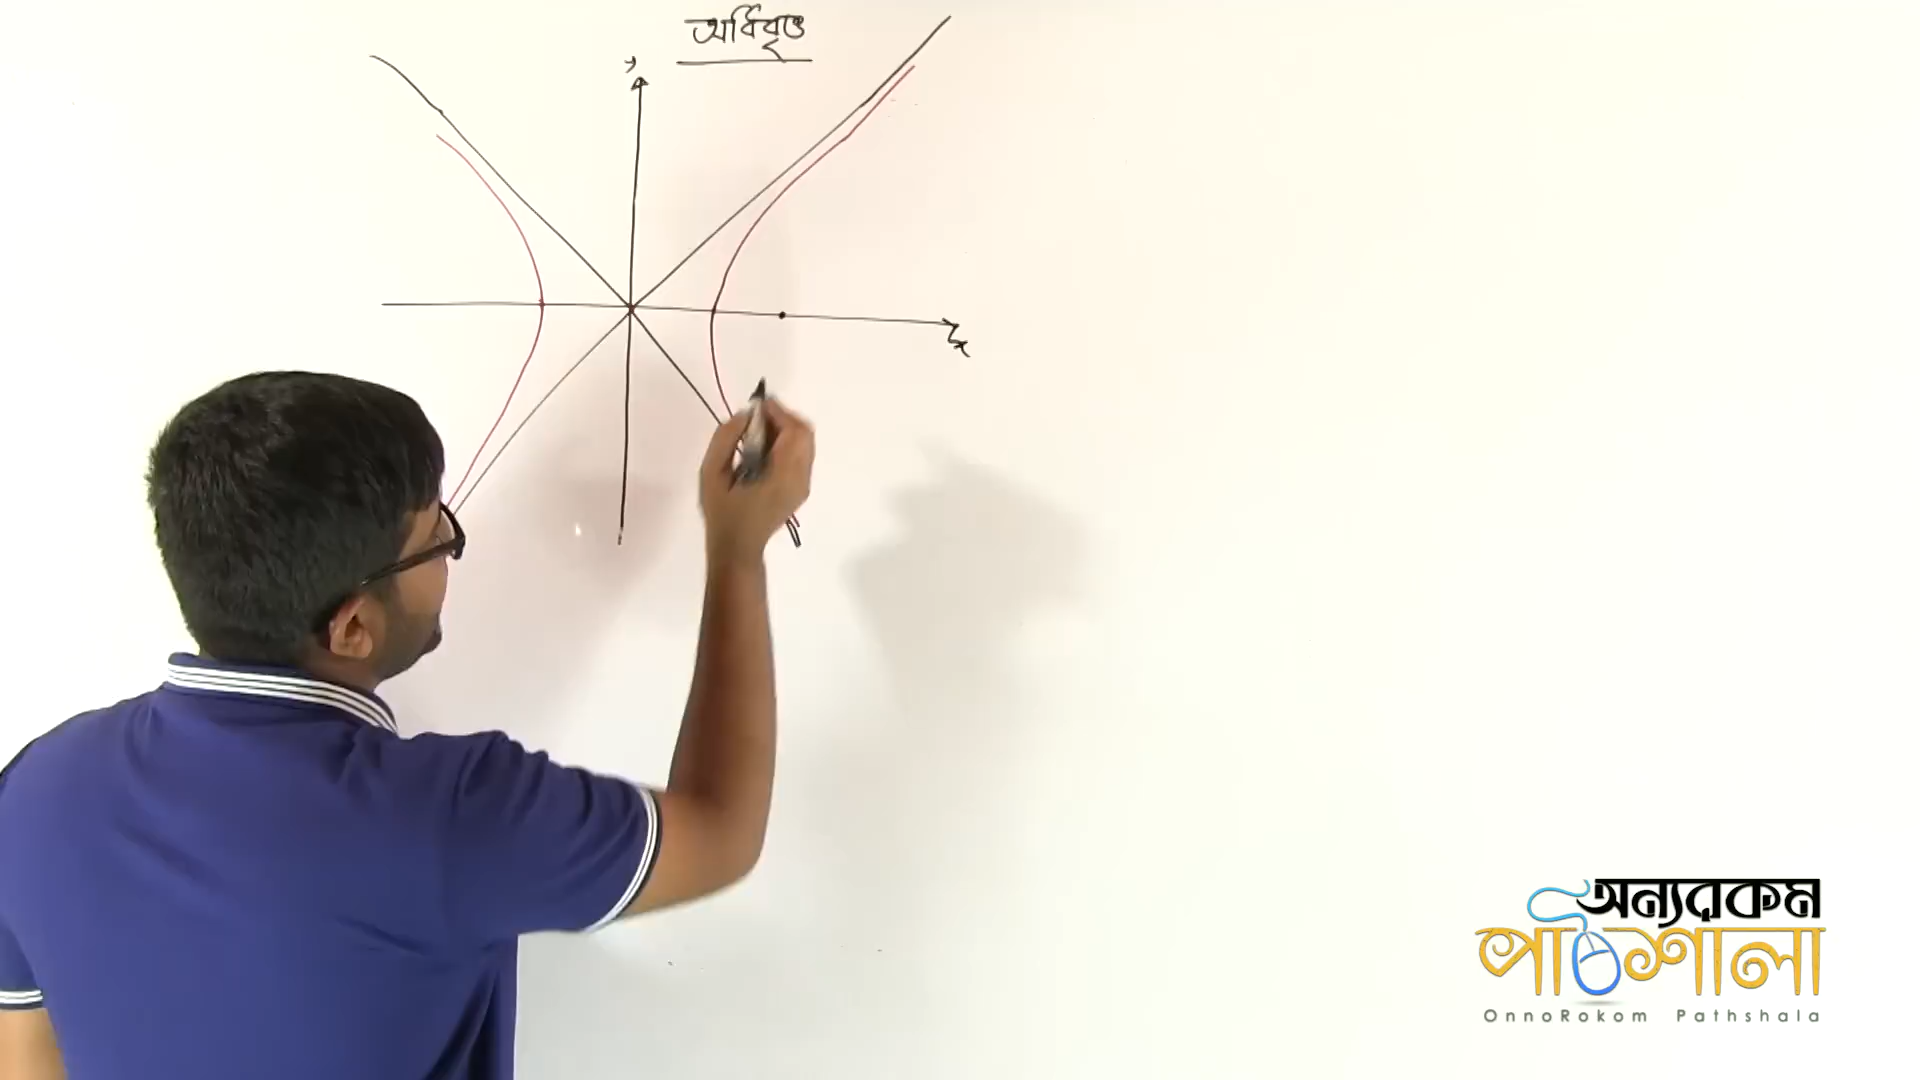 অধিবৃত্ত
y
x
অন্যরকম
পাঠশালা
OnnoRokom Pathshala